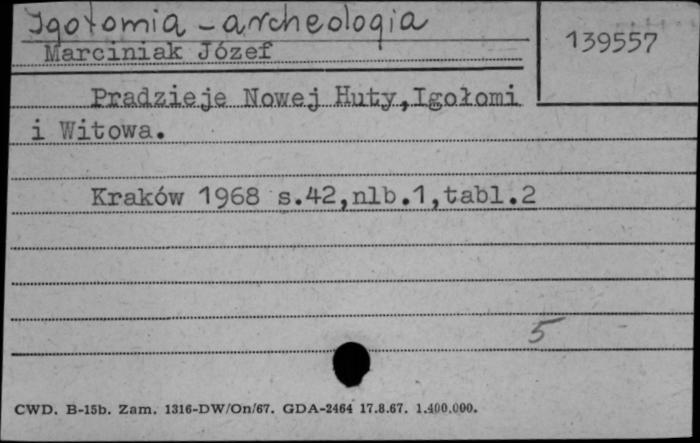 Igołomia - archeologia
139557
Marciniak Józef
Pradzieje Nowej Huty,Igołomi
i Witowa.
Kraków 1968 s.42,nlb.1,tabl.2
5
CWD. B-15b. Zam. 1316-DW/On/67. GDA-2464 17.8.67. 1.400.000.